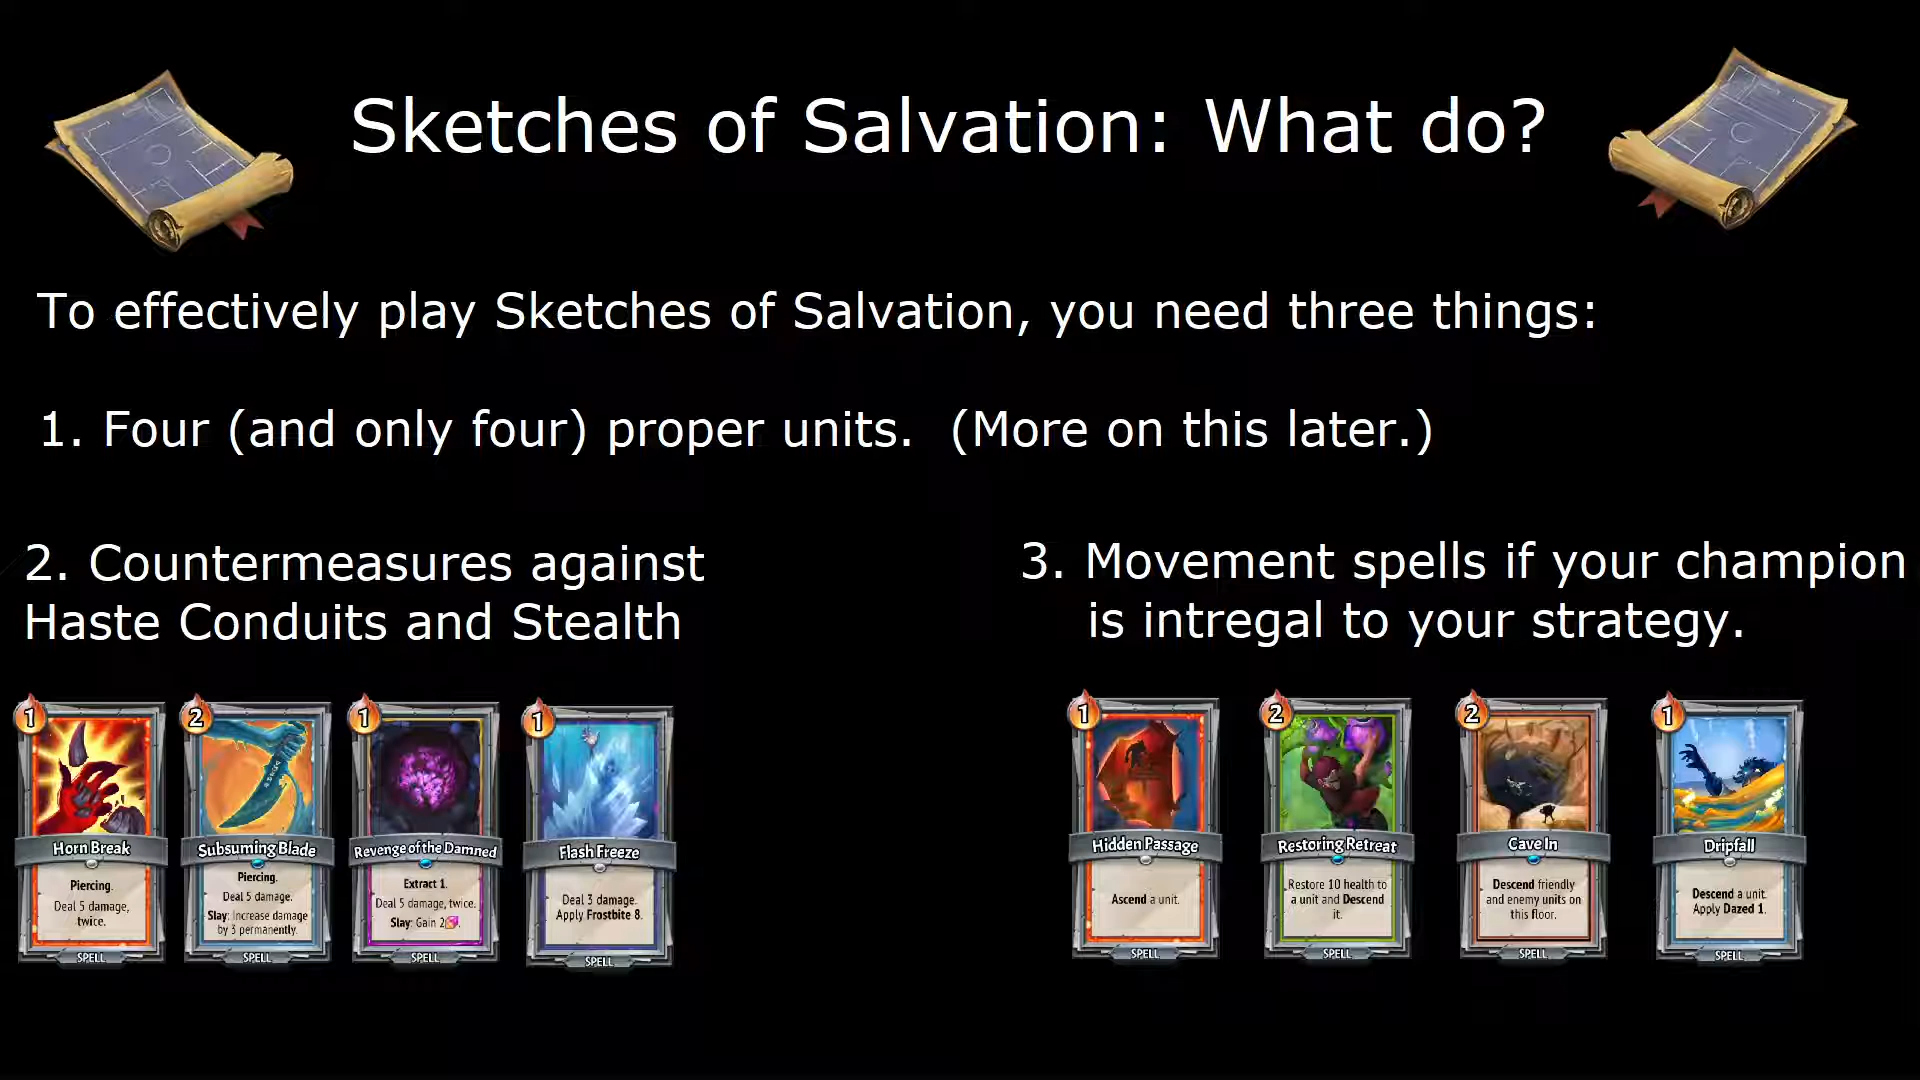 Sketches of Salvation: What do?
To effectively play Sketches of Salvation, you need three things:
1. Four (and only four) proper units.  (More on this later.)
2. Countermeasures against
Haste Conduits and Stealth
3. Movement spells if your champion
is intregal to your strategy.
1
Horn Break
Piercing.
Deal 5 damage,
twice.
SPELL
2
Subsuming Blade
Piercing.
Deal 5 damage.
Slay: Increase damage
by 3 permanently.
SPELL
1
Revenge of the Damned
Extract 1.
Deal 5 damage, twice.
Slay: Gain 2
SPELL
1
Flash Freeze
Deal 3 damage.
Apply Frostbite 8.
SPELL
1
Hidden Passage
Ascend a unit.
SPELL
2
Restoring Retreat
Restore 10 health to
a unit and Descend
it.
SPELL
2
Cave In
Descend friendly
and enemy units on
this floor.
SPELL
1
Dripfall
Descend a unit.
Apply Dazed 1.
SPELL